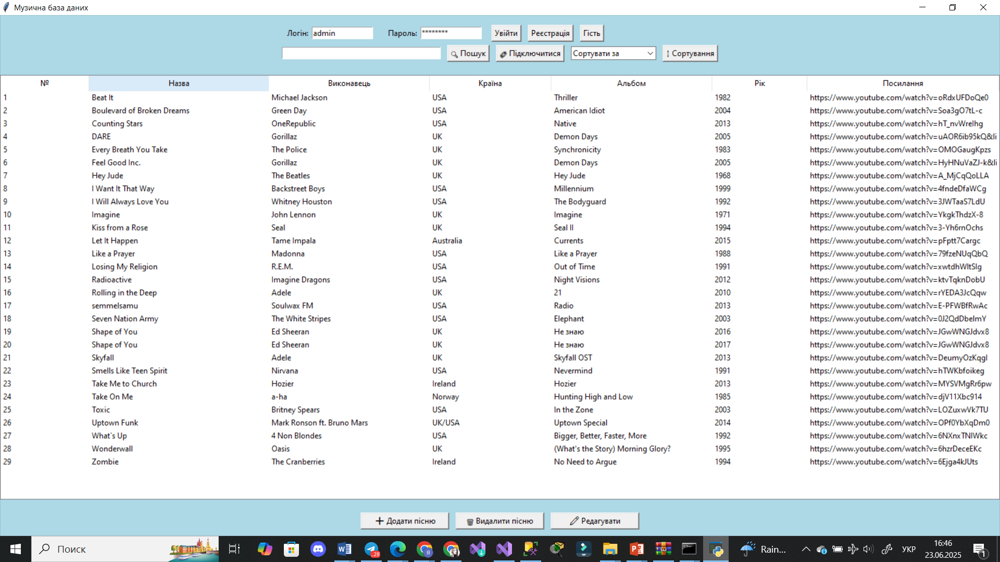 Музична база даних
Логін: admin Пароль: ******** Увійти Реєстрація Гість
Пошук Підключитися Сортувати за Сортування
№ Назва Виконавець Країна Альбом Рік Посилання
1 Beat It Michael Jackson USA Thriller 1982 https://www.youtube.com/watch?v=oRdxUFDoQe0
2 Boulevard of Broken Dreams Green Day USA American Idiot 2004 https://www.youtube.com/watch?v=Soa3gO7tL-c
3 Counting Stars OneRepublic USA Native 2013 https://www.youtube.com/watch?v=hT_nvWreIhg
4 DARE Gorillaz UK Demon Days 2005 https://www.youtube.com/watch?v=uAOR6ib95kQ&li
5 Every Breath You Take The Police UK Synchronicity 1983 https://www.youtube.com/watch?v=OMOGaugKpzs
6 Feel Good Inc. Gorillaz UK Demon Days 2005 https://www.youtube.com/watch?v=HyHNuVaZJ-k&li
7 Hey Jude The Beatles UK Hey Jude 1968 https://www.youtube.com/watch?v=A_MjCqQoLLA
8 I Want It That Way Backstreet Boys USA Millennium 1999 https://www.youtube.com/watch?v=4fndeDfaWCg
9 I Will Always Love You Whitney Houston USA The Bodyguard 1992 https://www.youtube.com/watch?v=3JWTaaS7LdU
10 Imagine John Lennon UK Imagine 1971 https://www.youtube.com/watch?v=YkgkThdzX-8
11 Kiss from a Rose Seal UK Seal II 1994 https://www.youtube.com/watch?v=3-Yh6rnOchs
12 Let It Happen Tame Impala Australia Currents 2015 https://www.youtube.com/watch?v=pFptt7Cargc
13 Like a Prayer Madonna USA Like a Prayer 1988 https://www.youtube.com/watch?v=79fzeNUqQbQ
14 Losing My Religion R.E.M. USA Out of Time 1991 https://www.youtube.com/watch?v=xwtdhWltSIg
15 Radioactive Imagine Dragons USA Night Visions 2012 https://www.youtube.com/watch?v=ktvTqknDobU
16 Rolling in the Deep Adele UK 21 2010 https://www.youtube.com/watch?v=rYEDA3JcQqw
17 semmelsamu Soulwax FM USA Radio 2013 https://www.youtube.com/watch?v=E-PFWBfRwAc
18 Seven Nation Army The White Stripes USA Elephant 2003 https://www.youtube.com/watch?v=0J2QdDbelmY
19 Shape of You Ed Sheeran UK Не знаю 2016 https://www.youtube.com/watch?v=JGwWNGJdvx8
20 Shape of You Ed Sheeran UK Не знаю 2017 https://www.youtube.com/watch?v=JGwWNGJdvx8
21 Skyfall Adele UK Skyfall OST 2013 https://www.youtube.com/watch?v=DeumyOzKqgI
22 Smells Like Teen Spirit Nirvana USA Nevermind 1991 https://www.youtube.com/watch?v=hTWKbfoikeg
23 Take Me to Church Hozier Ireland Hozier 2013 https://www.youtube.com/watch?v=MYSVMgRr6pw
24 Take On Me a-ha Norway Hunting High and Low 1985 https://www.youtube.com/watch?v=djV11Xbc914
25 Toxic Britney Spears USA In the Zone 2003 https://www.youtube.com/watch?v=LOZuxwVk7TU
26 Uptown Funk Mark Ronson ft. Bruno Mars UK/USA Uptown Special 2014 https://www.youtube.com/watch?v=OPf0YbXqDm0
27 What`s Up 4 Non Blondes USA Bigger, Better, Faster, More 1992 https://www.youtube.com/watch?v=6NXnxTNIWkc
28 Wonderwall Oasis UK (What's the Story) Morning Glory? 1995 https://www.youtube.com/watch?v=6hzrDeceEKc
29 Zombie The Cranberries Ireland No Need to Argue 1994 https://www.youtube.com/watch?v=6Ejga4kJUts
Додати пісню Видалити пісню Редагувати
Поиск ..28 Rain... УКР 16:46
23.06.2025 1